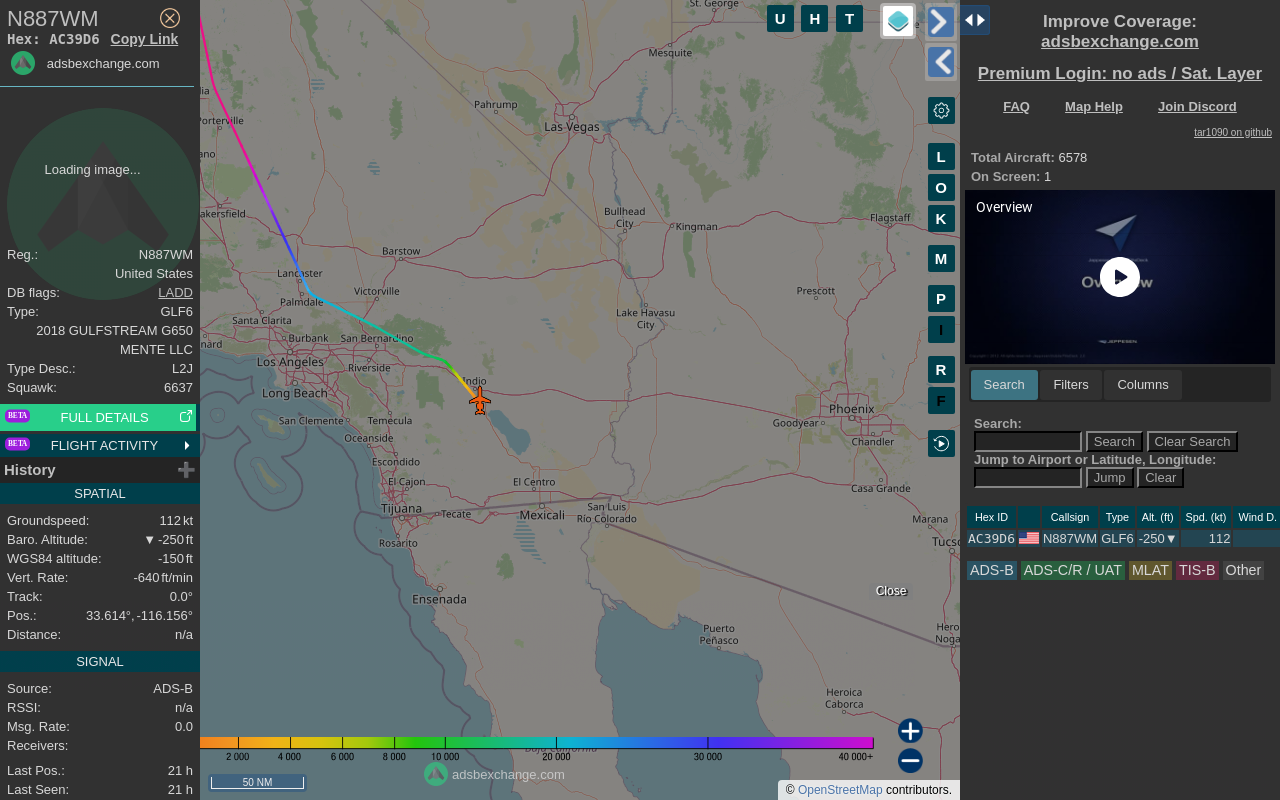 N887WM
Hex: AC39D6 Copy Link
adsbexchange.com
Loading image...
Reg.: N887WM
United States
DB flags: LADD
Type: GLF6
2018 GULFSTREAM G650
MENTE LLC
Type Desc.: L2J
Squawk: 6637
BETA FULL DETAILS
BETA FLIGHT ACTIVITY
History
SPATIAL
Groundspeed: 112 kt
Baro. Altitude: ▼ -250 ft
WGS84 altitude: -150 ft
Vert. Rate: -640 ft/min
Track: 0.0°
Pos.: 33.614°, -116.156°
Distance: n/a
SIGNAL
Source: ADS-B
RSSI: n/a
Msg. Rate: 0.0
Receivers:
Last Pos.: 21 h
Last Seen: 21 h
St. George
Mesquite
Pahrump
Las Vegas
Porterville
Bullhead
City
Kingman
Flagstaff
akersfield
Barstow
Lancaster
Palmdale
Victorville
Prescott
Santa Clarita
Lake Havasu
City
nard
Burbank
San Bernardino
Los Angeles
Riverside
Long Beach
Indio
San Clemente
Temecula
Oceanside
Phoenix
Goodyear
Chandler
Escondido
El Cajon
El Centro
Casa Grande
Tijuana
Tecate
Mexicali
San Luis
Río Colorado
Marana
Tucso
Rosarito
Ensenada
Puerto
Peñasco
Hero
Noga
Heroica
Caborca
Baja California
U H T
L
O
K
M
P
I
R
F
Close
2 000 4 000 6 000 8 000 10 000 20 000 30 000 40 000+
adsbexchange.com
50 NM
© OpenStreetMap contributors.
Improve Coverage:
adsbexchange.com
Premium Login: no ads / Sat. Layer
FAQ Map Help Join Discord
tar1090 on github
Total Aircraft: 6578
On Screen: 1
Overview
JEPPESEN
Search Filters Columns
Search:
Search Clear Search
Jump to Airport or Latitude, Longitude:
Jump Clear
Hex ID Callsign Type Alt. (ft) Spd. (kt) Wind D.
AC39D6 N887WM GLF6 -250▼ 112
ADS-B ADS-C/R / UAT MLAT TIS-B Other